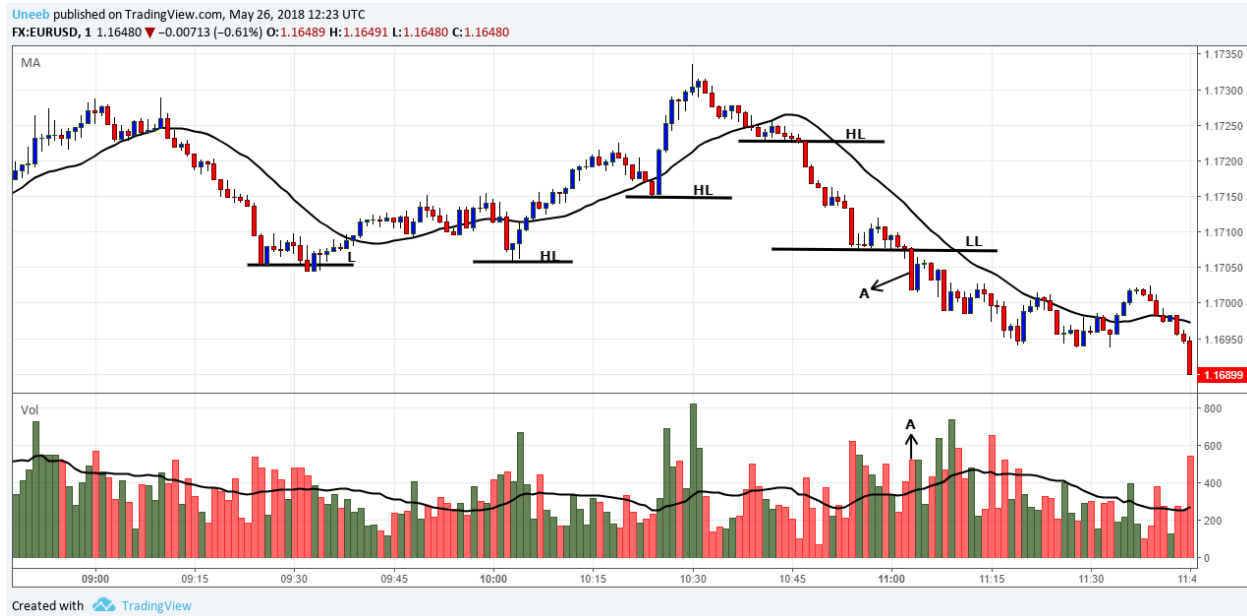 Uneeb published on TradingView.com, May 26, 2018 12:23 UTC
FX:EURUSD, 1 1.16480 ▼ −0.00713 (−0.61%) O:1.16489 H:1.16491 L:1.16480 C:1.16480
MA
1.17350
1.17300
1.17250
1.17200
1.17150
1.17100
1.17050
1.17000
1.16950
1.16899
L
HL
HL
HL
LL
A
Vol
A
800
600
400
200
0
09:00 09:15 09:30 09:45 10:00 10:15 10:30 10:45 11:00 11:15 11:30 11:4
Created with TradingView